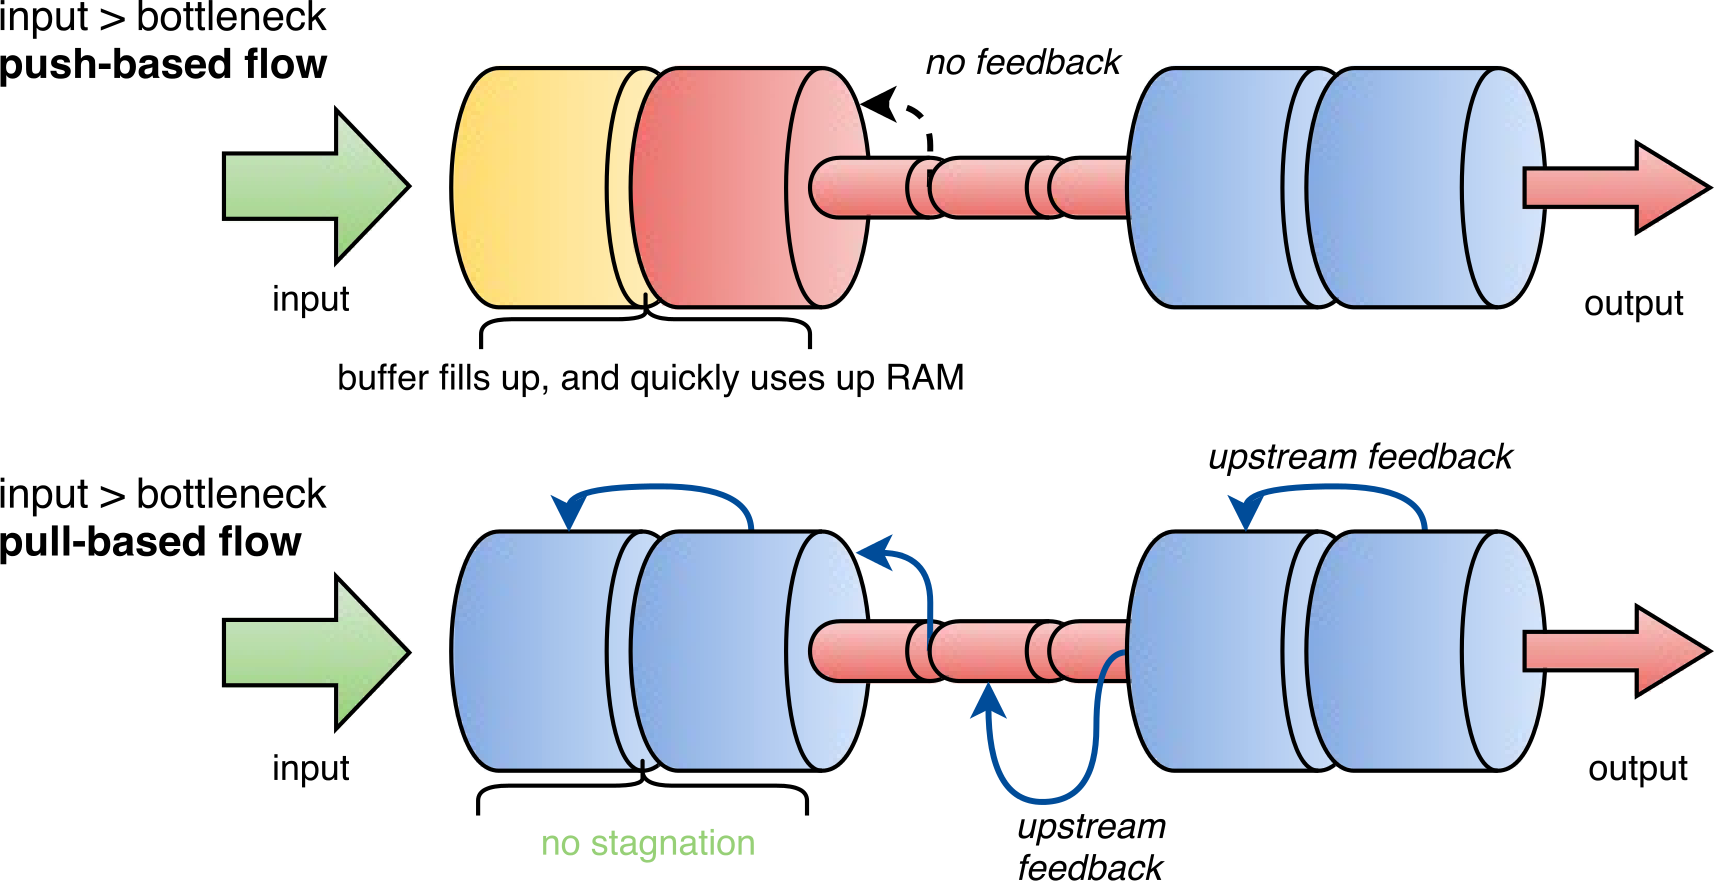 input > bottleneck
push-based flow
no feedback
input
output
buffer fills up, and quickly uses up RAM
upstream feedback
input > bottleneck
pull-based flow
input
output
no stagnation
upstream
feedback